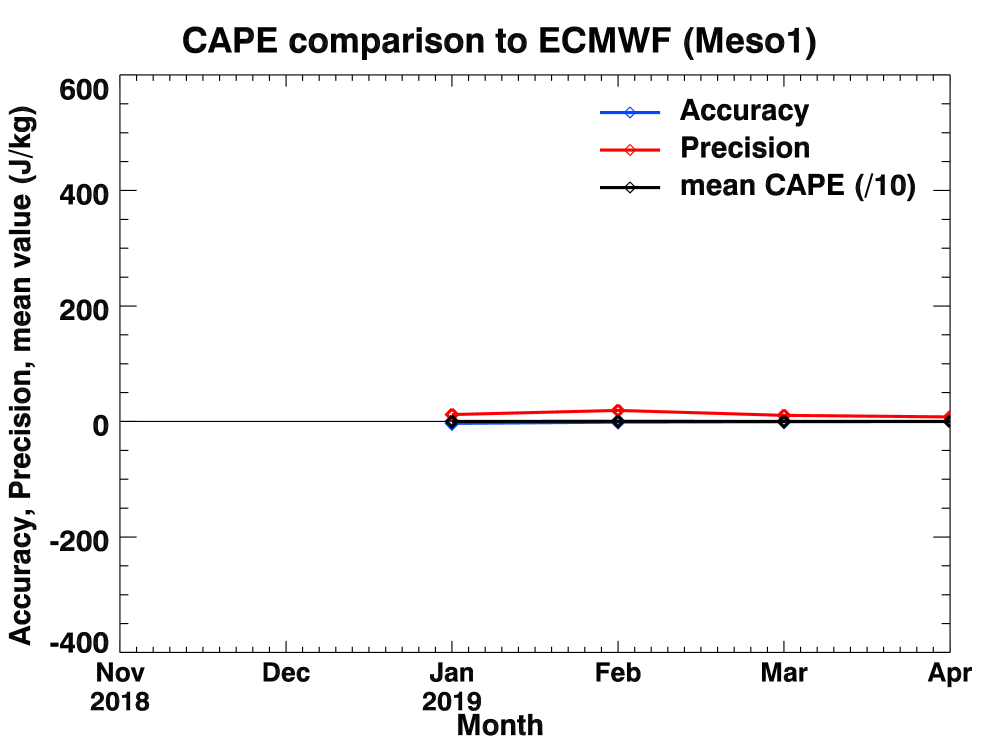 CAPE comparison to ECMWF (Meso1)
Accuracy, Precision, mean value (J/kg)
600
400
200
0
-200
-400
Accuracy
Precision
mean CAPE (/10)
Nov Dec Jan Feb Mar Apr
2018 2019
Month